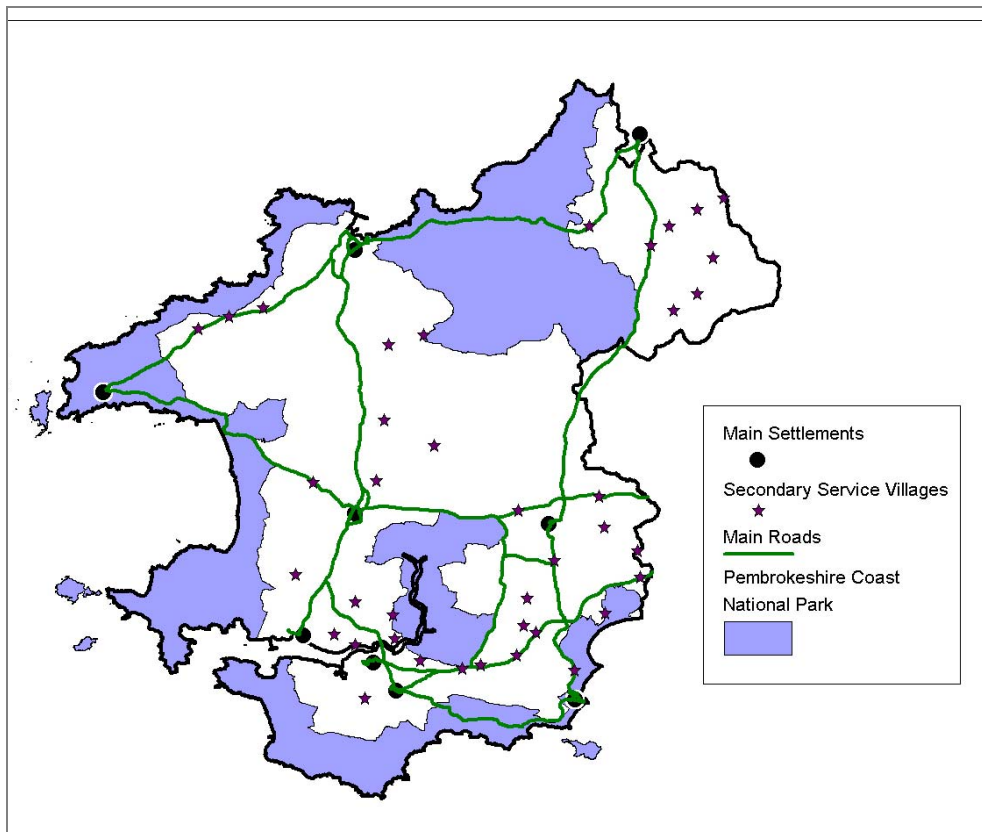 Main Settlements
Secondary Service Villages
Main Roads
Pembrokeshire Coast
National Park